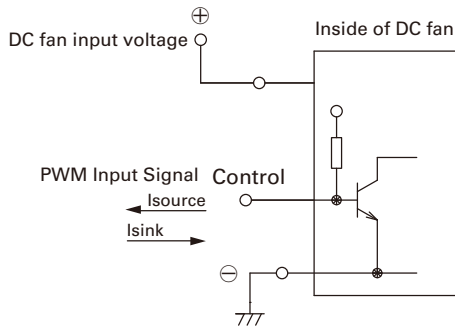 ⊕
DC fan input voltage
Inside of DC fan
PWM Input Signal
Control
Isource
Isink
⊖